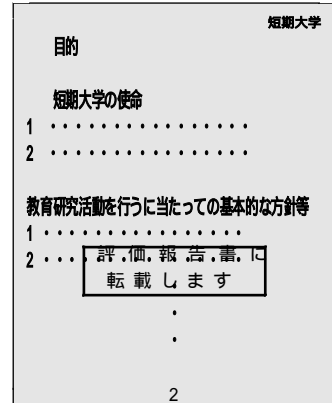 短期大学
目的
短期大学の使命
1 ・・・・・・・・・・・・・・・・
2 ・・・・・・・・・・・・・・・・
教育研究活動を行うに当たっての基本的な方針等
1 ・・・・・・・・・・・・・・・・
2 ・・・・・・・・・・・・・・・・
評価報告書に
転載します
・
・
・
2